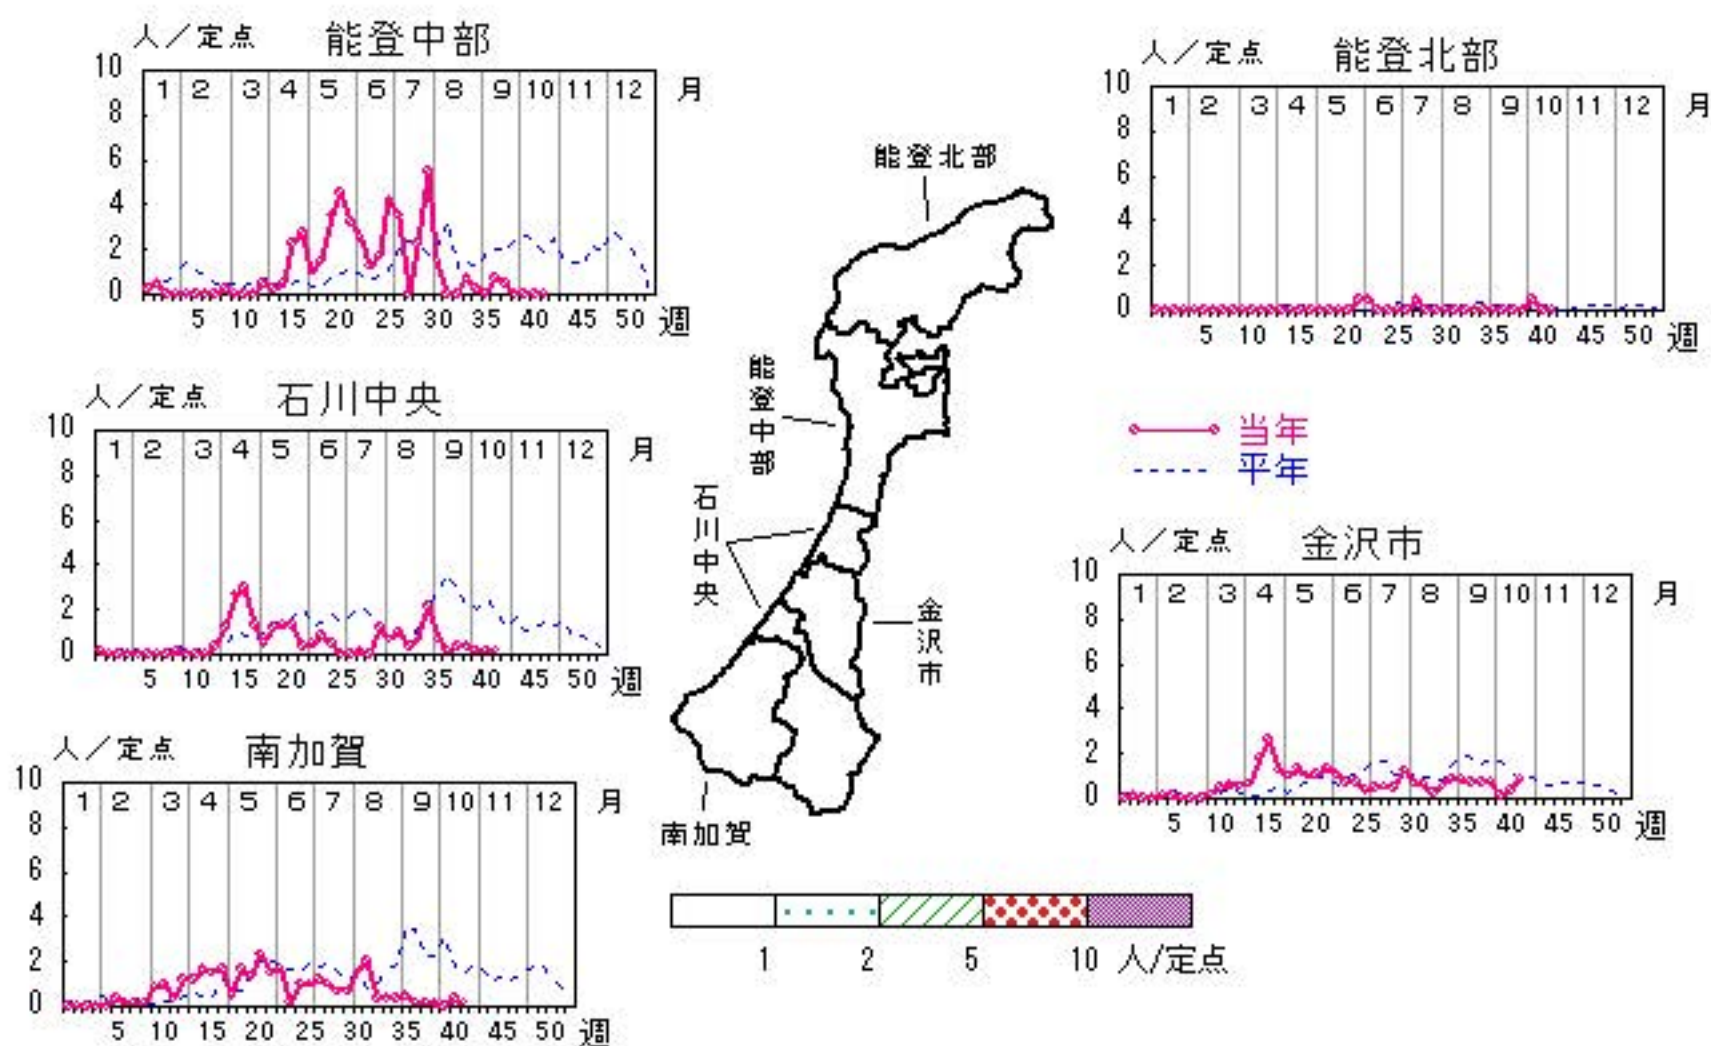 人／定点 能登中部
10 8 6 4 2 0
1 2 3 4 5 6 7 8 9 10 11 12 月
5 10 15 20 25 30 35 40 45 50 週
人／定点 能登北部
10 8 6 4 2 0
1 2 3 4 5 6 7 8 9 10 11 12 月
5 10 15 20 25 30 35 40 45 50 週
能登北部
能登中部
石川中央
金沢市
南加賀
人／定点 石川中央
10 8 6 4 2 0
1 2 3 4 5 6 7 8 9 10 11 12 月
5 10 15 20 25 30 35 40 45 50 週
当年
平年
人／定点 金沢市
10 8 6 4 2 0
1 2 3 4 5 6 7 8 9 10 11 12 月
5 10 15 20 25 30 35 40 45 50 週
人／定点 南加賀
10 8 6 4 2 0
1 2 3 4 5 6 7 8 9 10 11 12 月
5 10 15 20 25 30 35 40 45 50 週
1 2 5 10 人/定点